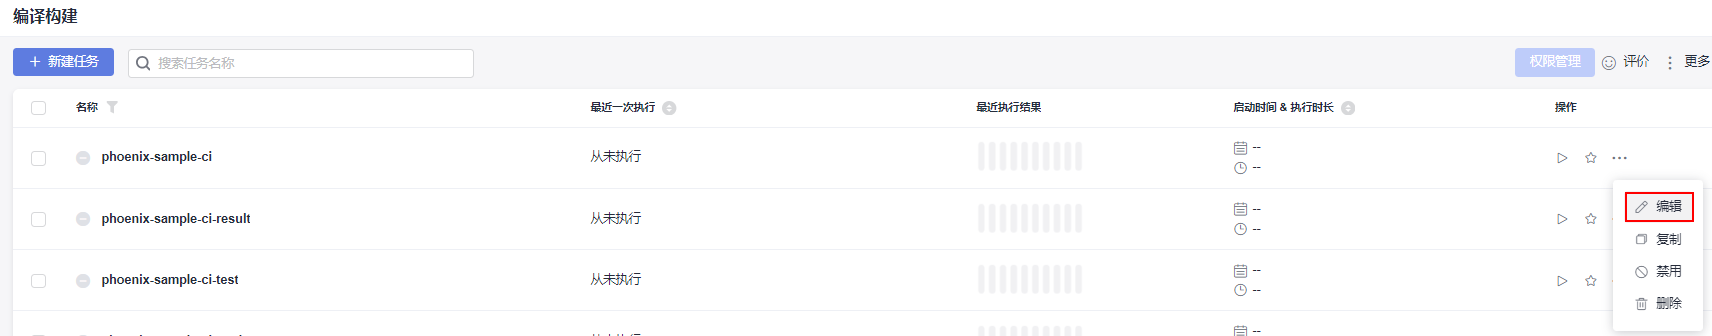 编译构建
+ 新建任务
搜索任务名称
权限管理
评价
更多
名称
最近一次执行
最近执行结果
启动时间 & 执行时长
操作
phoenix-sample-ci
从未执行
--
--
phoenix-sample-ci-result
从未执行
--
--
phoenix-sample-ci-test
从未执行
--
--
--
编辑
复制
禁用
删除